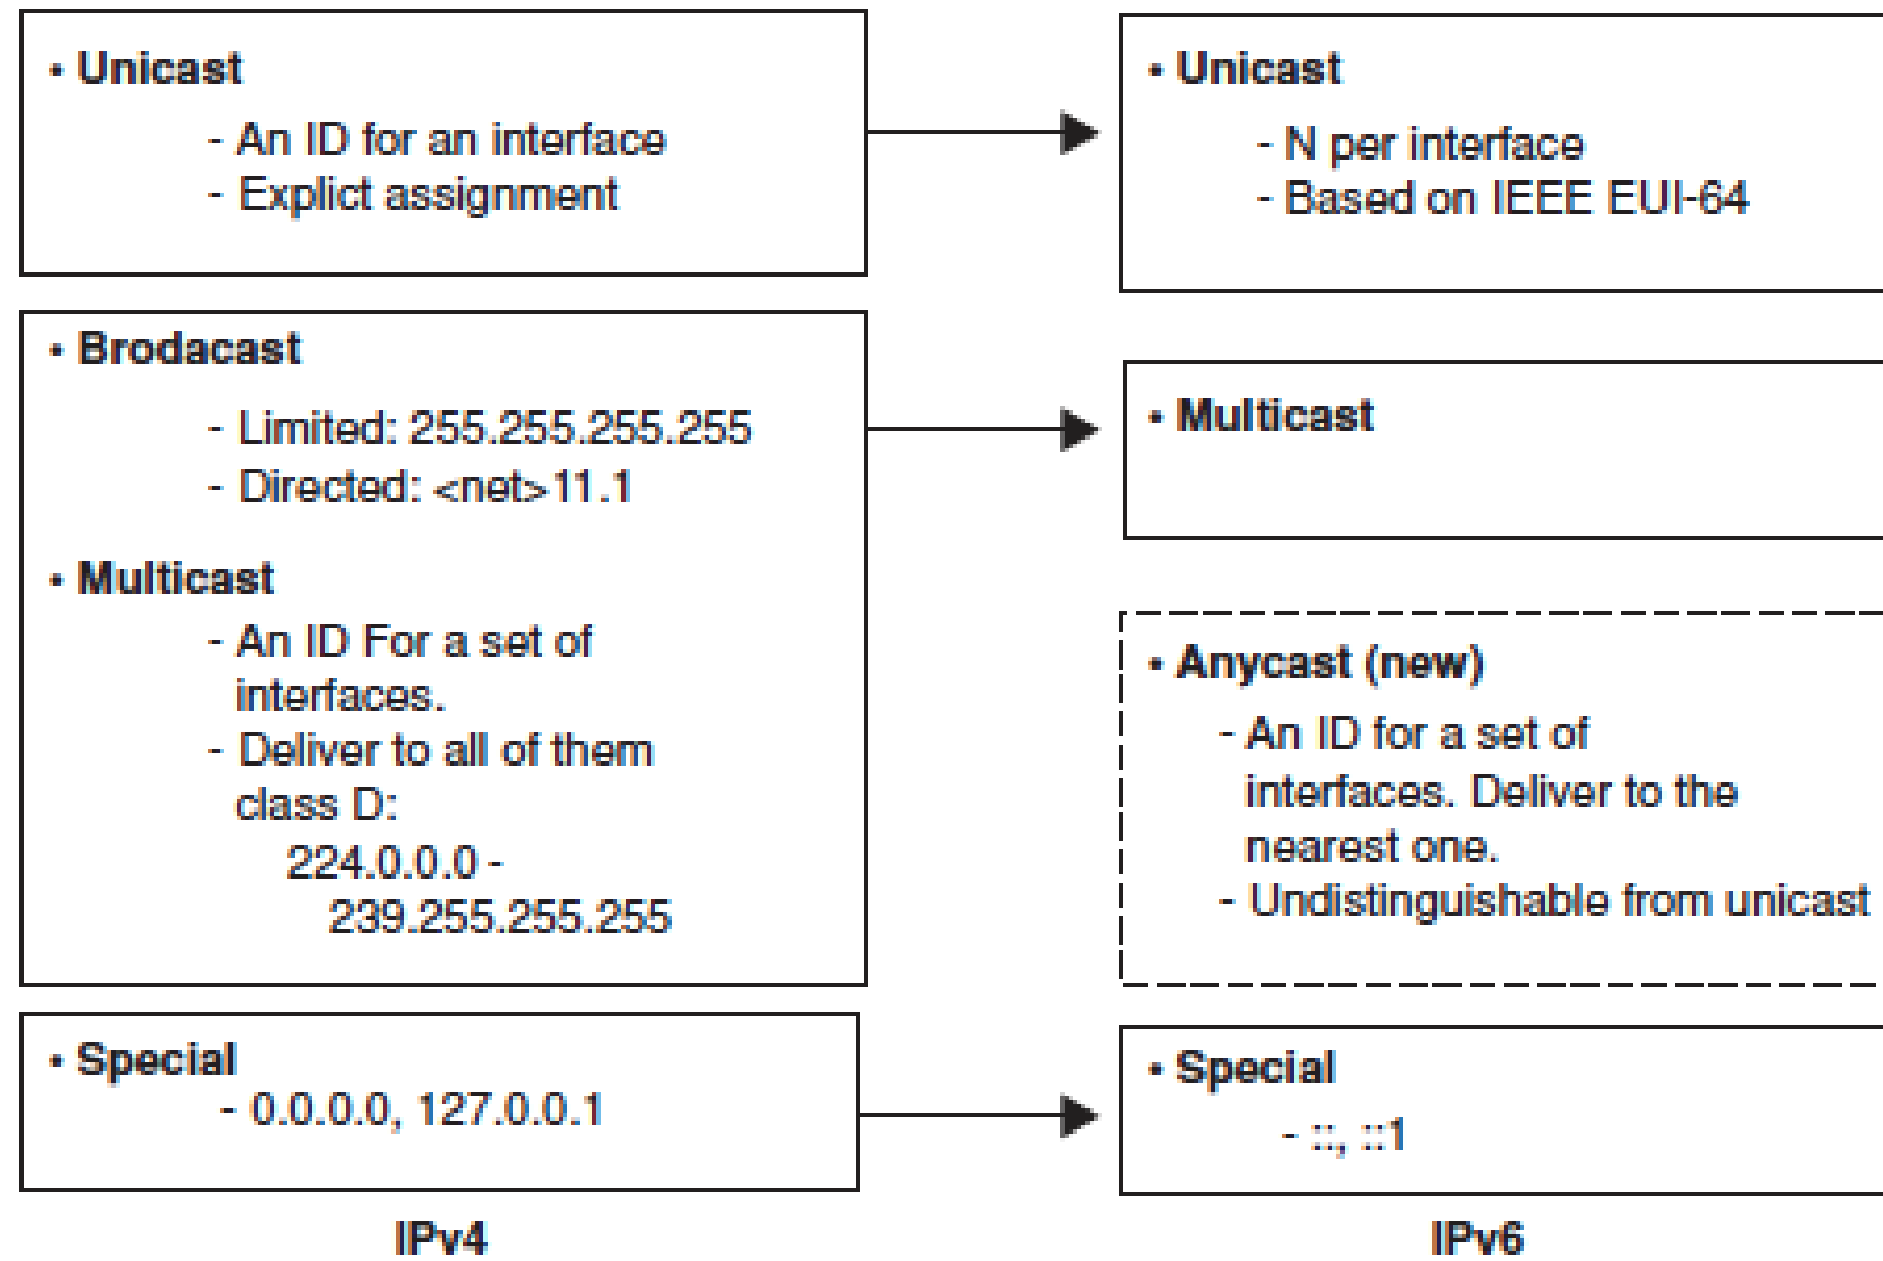 • Unicast
- An ID for an interface
- Explict assignment
• Brodacast
- Limited: 255.255.255.255
- Directed: <net>11.1
• Multicast
- An ID For a set of
interfaces.
- Deliver to all of them
class D:
224.0.0.0 -
239.255.255.255
• Special
- 0.0.0.0, 127.0.0.1
IPv4
• Unicast
- N per interface
- Based on IEEE EUI-64
• Multicast
• Anycast (new)
- An ID for a set of
interfaces. Deliver to the
nearest one.
- Undistinguishable from unicast
• Special
- ::, ::1
IPv6